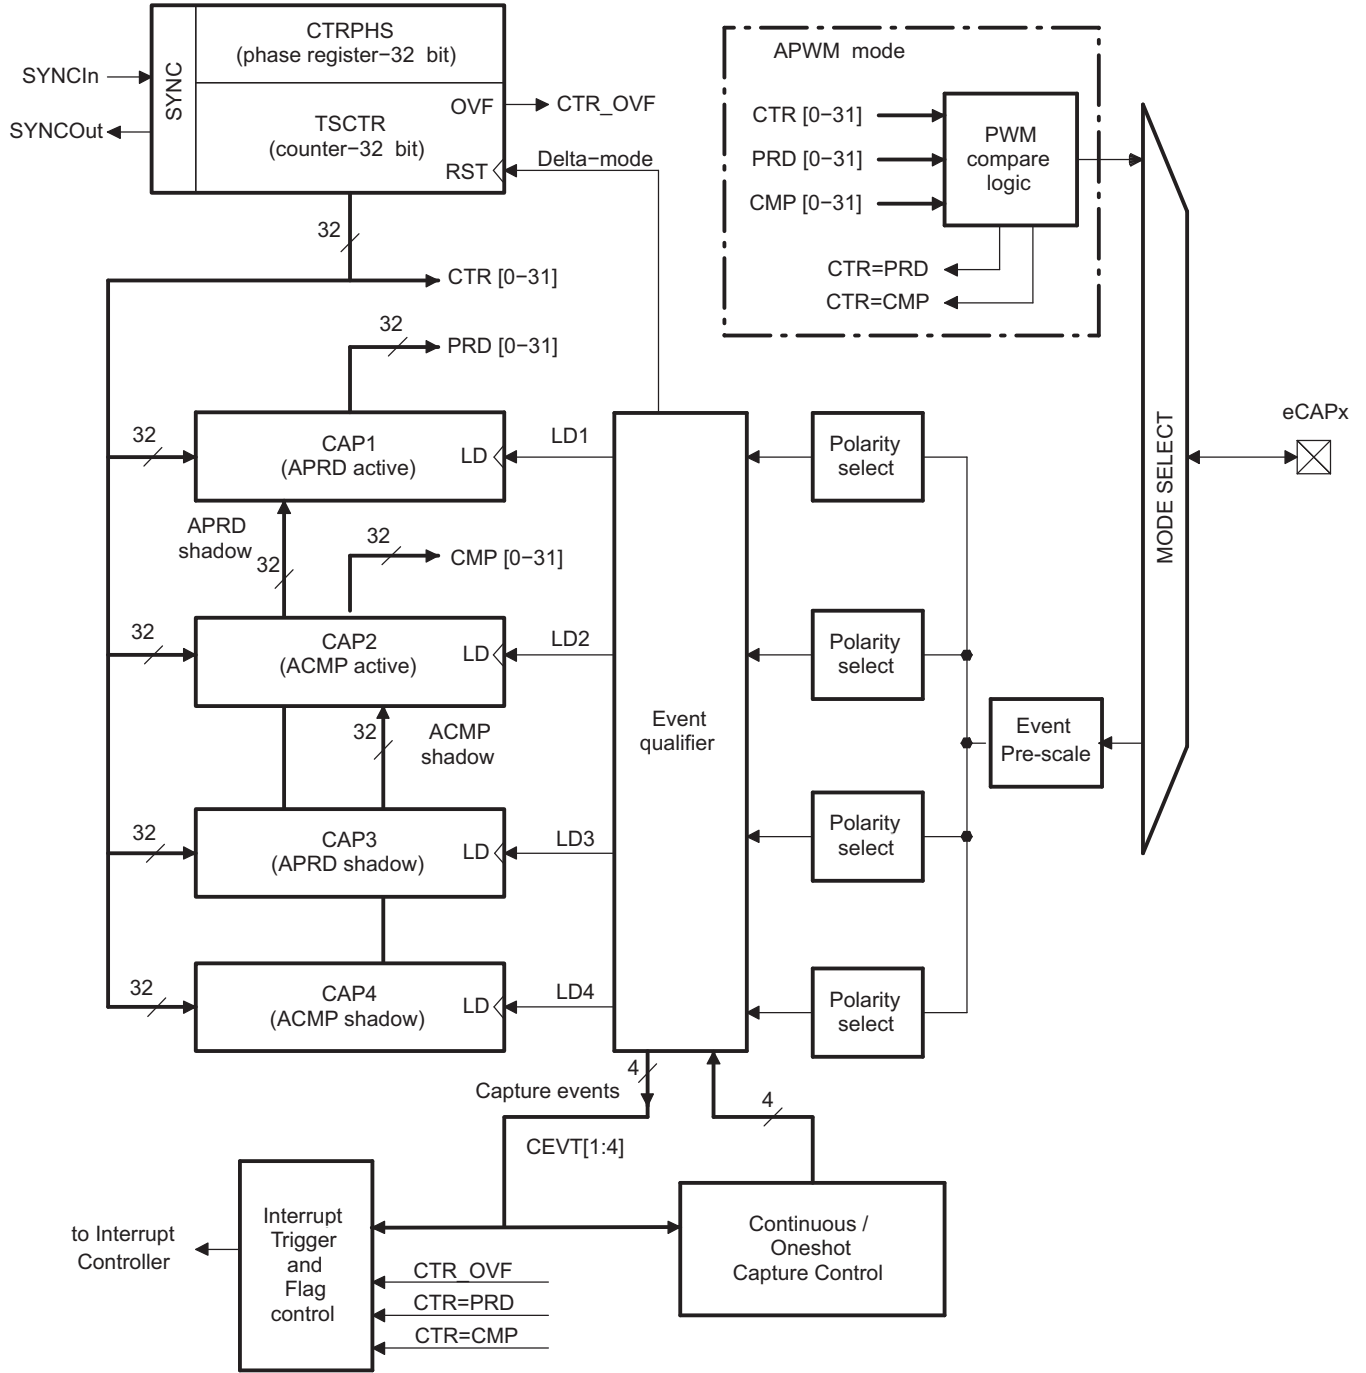 CTRPHS
(phase register−32 bit)
SYNCIn
SYNC
SYNCOut
OVF
CTR_OVF
TSCTR
(counter−32 bit)
RST
Delta−mode
32
CTR [0−31]
APWM mode
CTR [0−31]
PRD [0−31]
CMP [0−31]
PWM
compare
logic
CTR=PRD
CTR=CMP
32
PRD [0−31]
32
CAP1
(APRD active)
LD
LD1
Polarity
select
MODE SELECT
eCAPx
APRD
shadow
32
32
CMP [0−31]
32
CAP2
(ACMP active)
LD
LD2
Polarity
select
32
ACMP
shadow
Event
qualifier
Event
Pre-scale
32
CAP3
(APRD shadow)
LD
LD3
Polarity
select
32
CAP4
(ACMP shadow)
LD
LD4
Polarity
select
4
Capture events
4
CEVT[1:4]
to Interrupt
Controller
Interrupt
Trigger
and
Flag
control
Continuous /
Oneshot
Capture Control
CTR_OVF
CTR=PRD
CTR=CMP